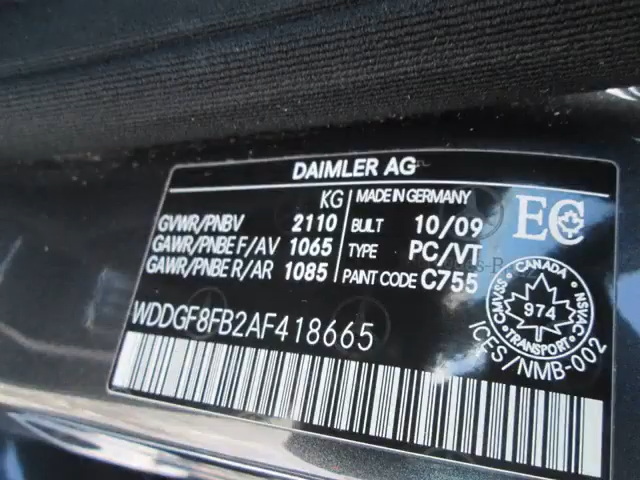 DAIMLER AG
KG
GVWR/PNBV 2110
GAWR/PNBE F/AV 1065
GAWR/PNBE R/AR 1085
MADE IN GERMANY
BUILT 10/09
TYPE PC/VT
PAINT CODE C755
EC
CANADA
CMVSS
974
NSVAC
TRANSPORT
ICES/NMB-002
WDDGF8FB2AF418665